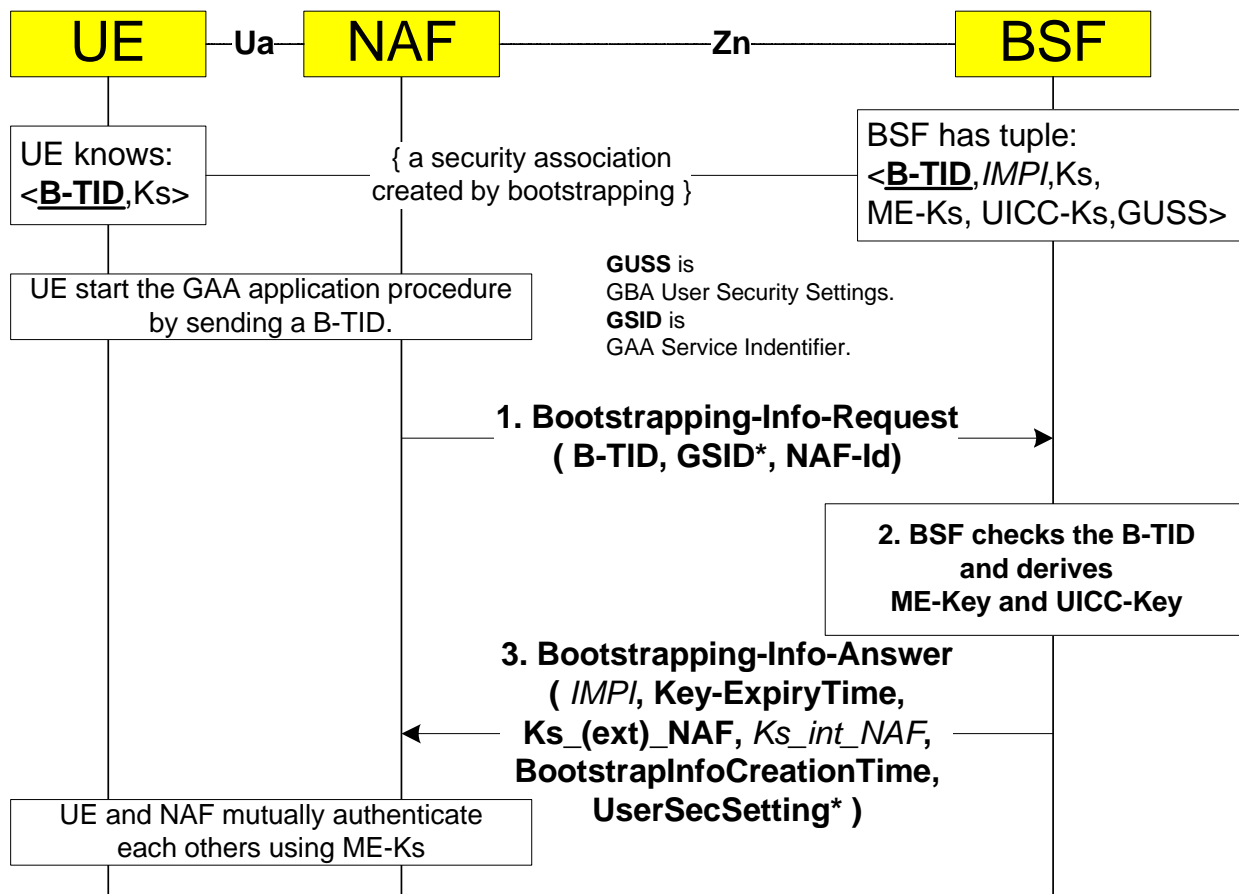 UE
Ua
NAF
Zn
BSF
UE knows:
<B-TID,Ks>
{ a security association
created by bootstrapping }
BSF has tuple:
<B-TID,IMPI,Ks,
ME-Ks, UICC-Ks,GUSS>
UE start the GAA application procedure
by sending a B-TID.
GUSS is
GBA User Security Settings.
GSID is
GAA Service Indentifier.
1. Bootstrapping-Info-Request
( B-TID, GSID*, NAF-Id)
2. BSF checks the B-TID
and derives
ME-Key and UICC-Key
3. Bootstrapping-Info-Answer
( IMPI, Key-ExpiryTime,
Ks_(ext)_NAF, Ks_int_NAF,
BootstrapInfoCreationTime,
UserSecSetting* )
UE and NAF mutually authenticate
each others using ME-Ks